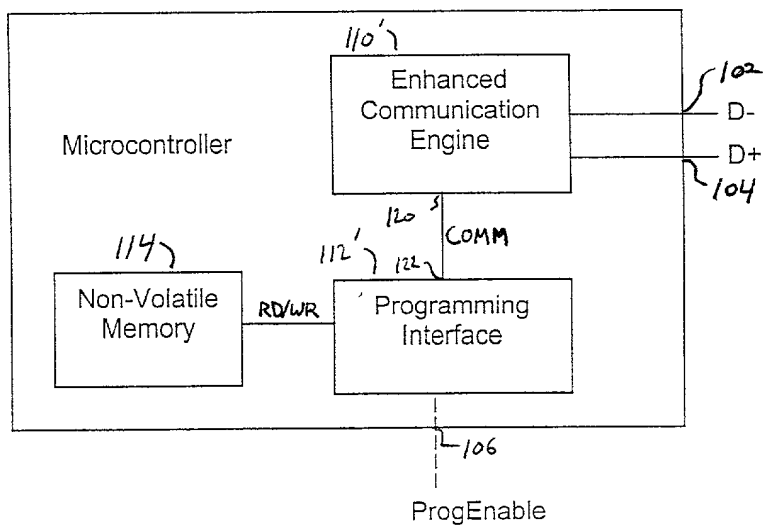 110'
Enhanced
Communication
Engine
102
D-
D+
104
Microcontroller
120
COMM
112'
122
114
Non-Volatile
Memory
RD/WR
Programming
Interface
106
ProgEnable